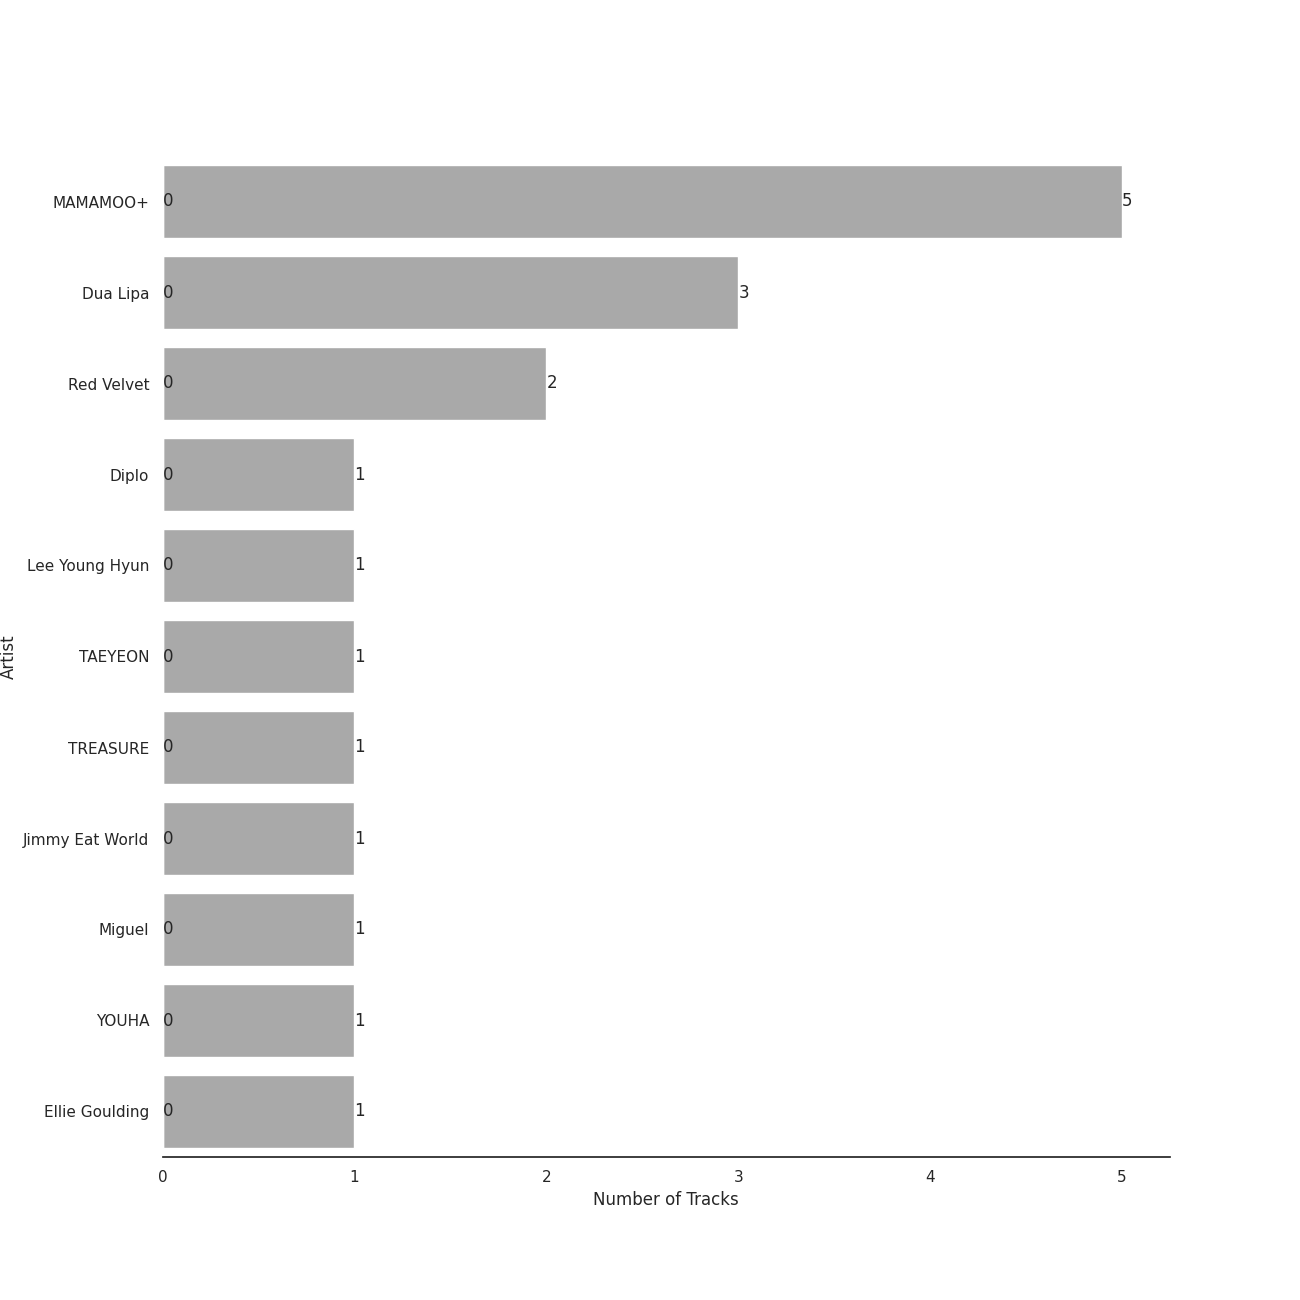 MAMAMOO+ 0 5
Dua Lipa 0 3
Red Velvet 0 2
Diplo 0 1
Lee Young Hyun 0 1
TAEYEON 0 1
Artist
TREASURE 0 1
Jimmy Eat World 0 1
Miguel 0 1
YOUHA 0 1
Ellie Goulding 0 1
0 1 2 3 4 5
Number of Tracks